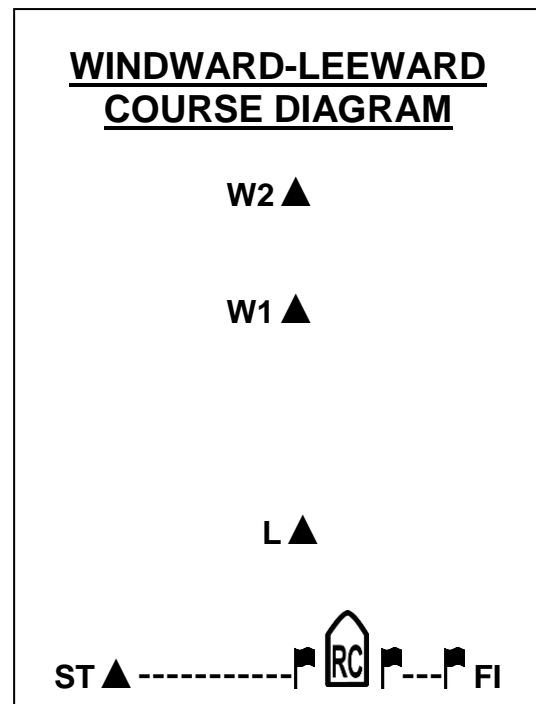 WINDWARD-LEEWARD
COURSE DIAGRAM
W2
W1
L
ST RC FI